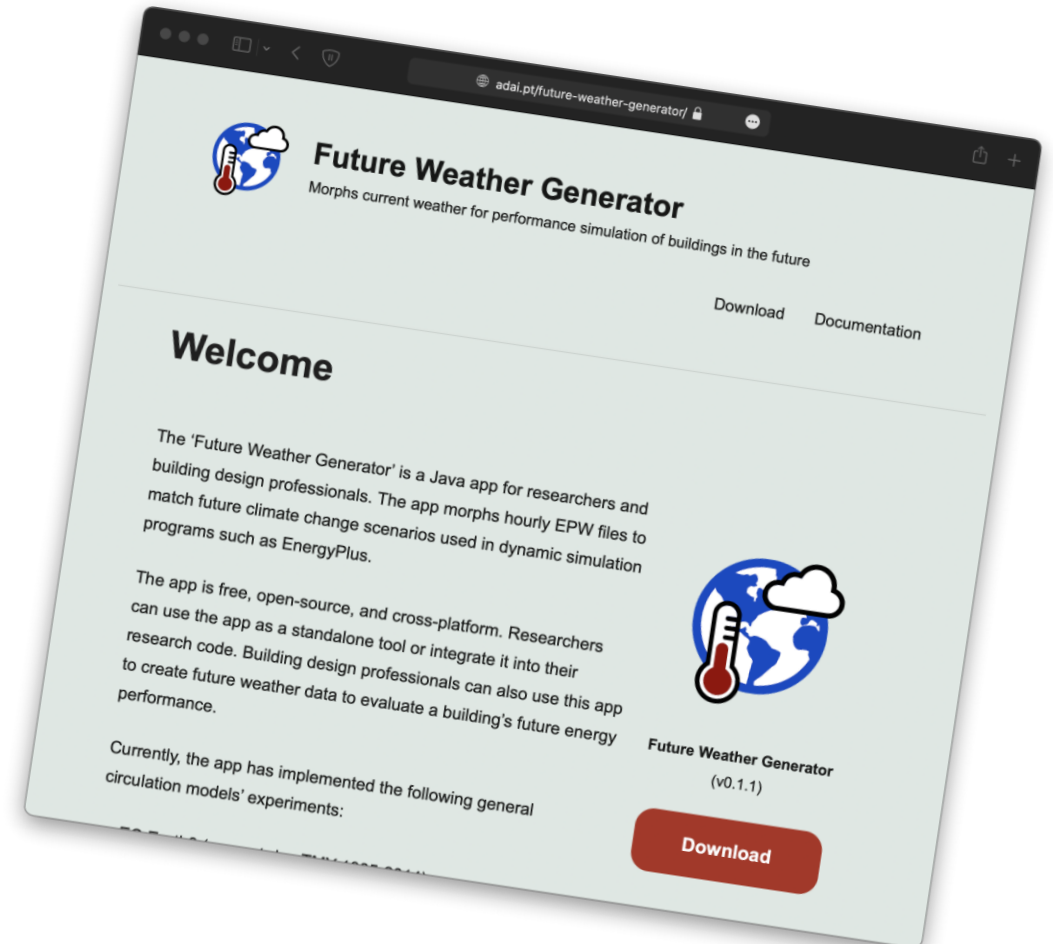 adai.pt/future-weather-generator/
Future Weather Generator
Morphs current weather for performance simulation of buildings in the future
Download
Documentation
Welcome
The ‘Future Weather Generator’ is a Java app for researchers and
building design professionals. The app morphs hourly EPW files to
match future climate change scenarios used in dynamic simulation
programs such as EnergyPlus.
The app is free, open-source, and cross-platform. Researchers
can use the app as a standalone tool or integrate it into their
research code. Building design professionals can also use this app
to create future weather data to evaluate a building’s future energy
performance.
Currently, the app has implemented the following general
circulation models’ experiments:
Future Weather Generator
(v0.1.1)
Download